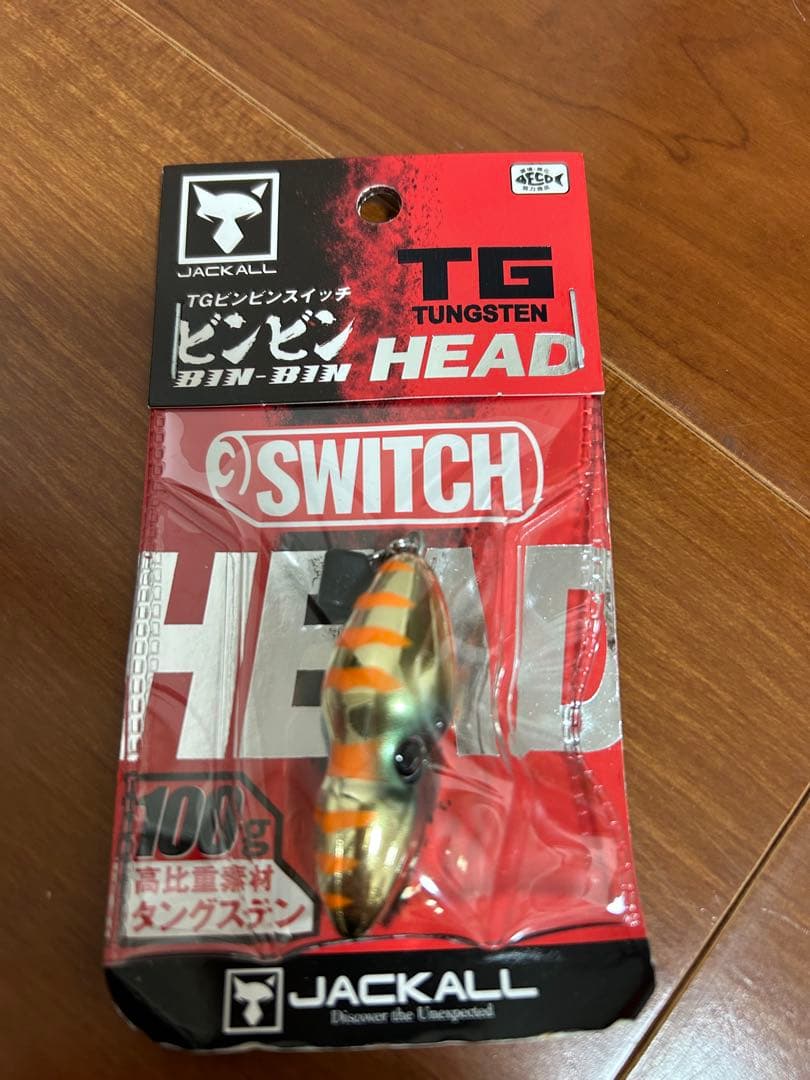 JACKALL
TGビンビンスイッチ
ビンビン
BIN-BIN
TG
TUNGSTEN
HEAD
SWITCH
HEAD
100g
高比重素材
タングステン
JACKALL
Discover the Unexpected